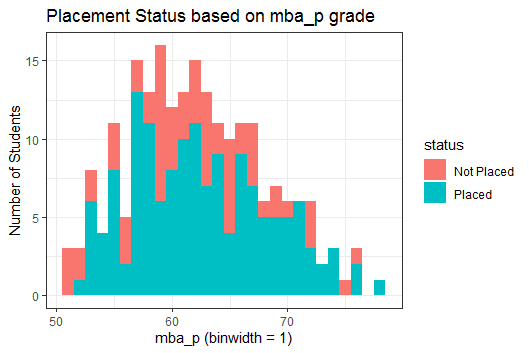 Placement Status based on mba_p grade
Number of Students
15
10
5
0
50
60
70
mba_p (binwidth = 1)
status
Not Placed
Placed